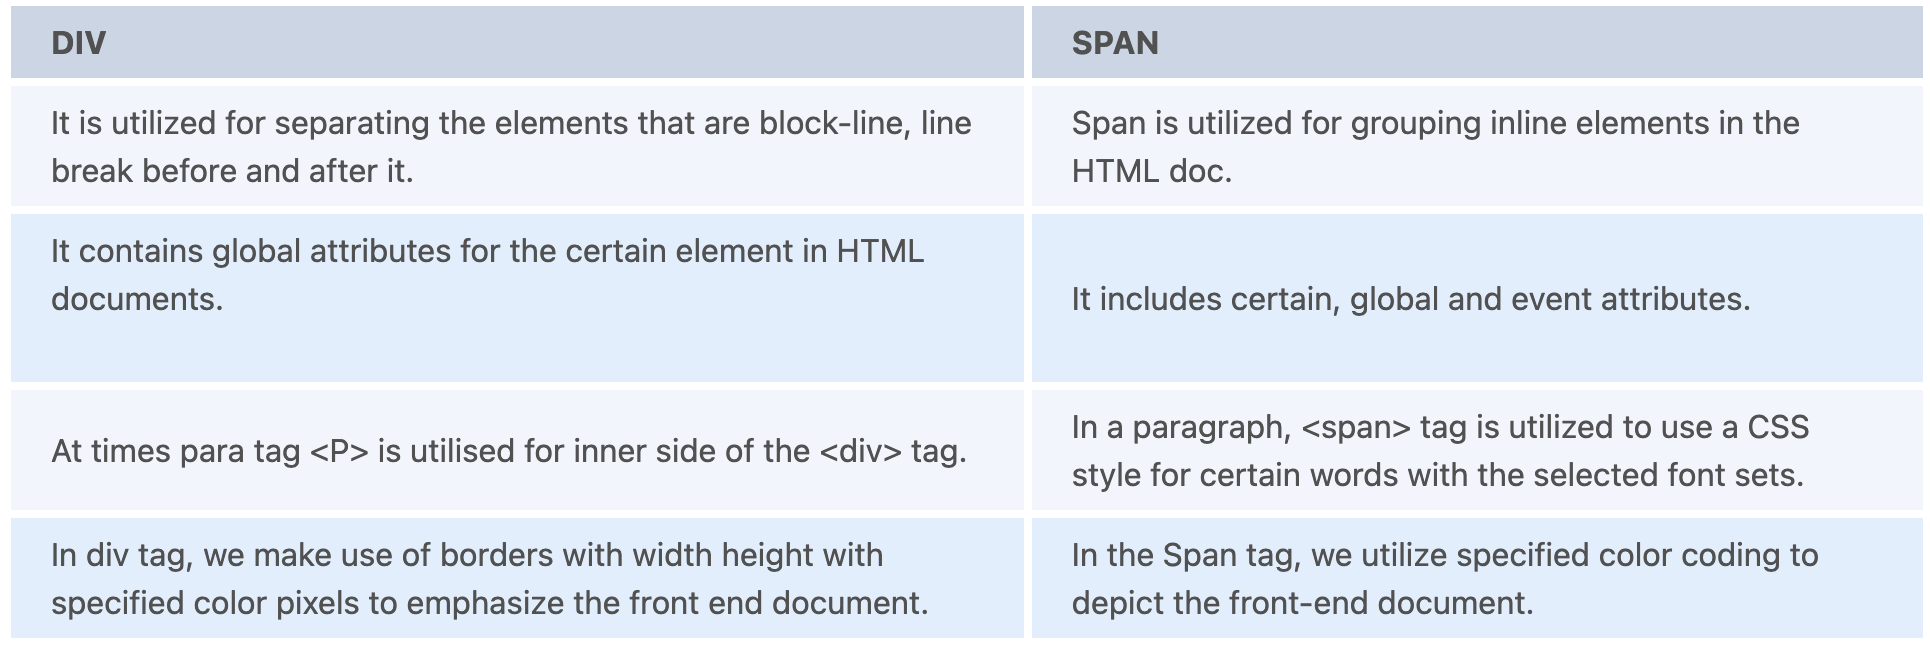 DIV
SPAN
It is utilized for separating the elements that are block-line, line
break before and after it.
Span is utilized for grouping inline elements in the
HTML doc.
It contains global attributes for the certain element in HTML
documents.
It includes certain, global and event attributes.
At times para tag <P> is utilised for inner side of the <div> tag.
In a paragraph, <span> tag is utilized to use a CSS
style for certain words with the selected font sets.
In div tag, we make use of borders with width height with
specified color pixels to emphasize the front end document.
In the Span tag, we utilize specified color coding to
depict the front-end document.